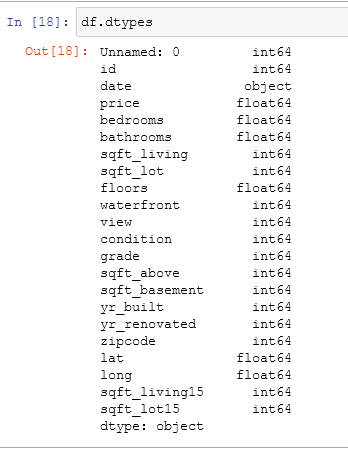 In [18]: df.dtypes
Out[18]: Unnamed: 0 int64
id int64
date object
price float64
bedrooms float64
bathrooms float64
sqft_living int64
sqft_lot int64
floors float64
waterfront int64
view int64
condition int64
grade int64
sqft_above int64
sqft_basement int64
yr_built int64
yr_renovated int64
zipcode int64
lat float64
long float64
sqft_living15 int64
sqft_lot15 int64
dtype: object